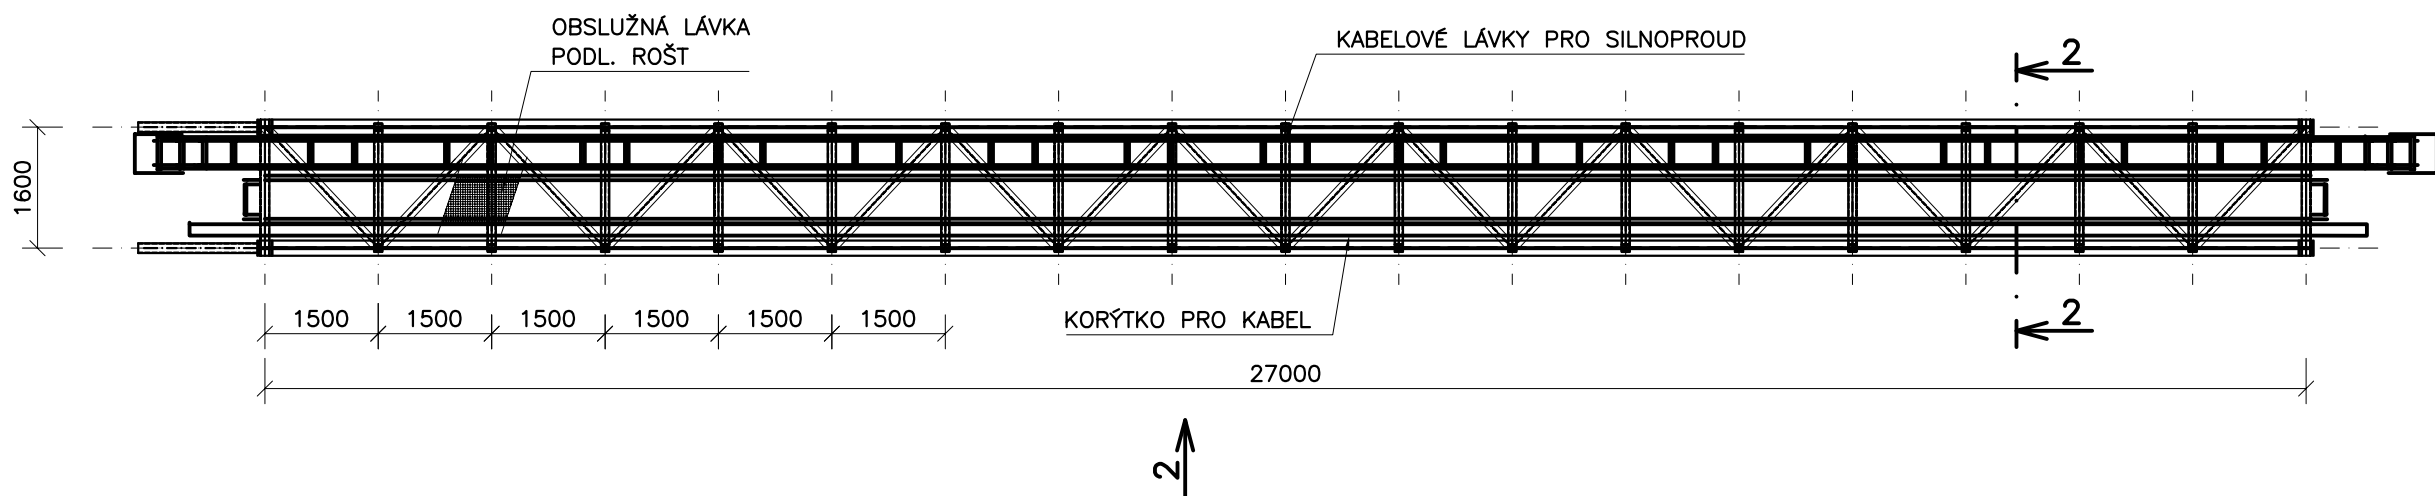 OBSLUŽNÁ LÁVKA
PODL. ROŠT
KABELOVÉ LÁVKY PRO SILNOPROUD
2
1600
1500 1500 1500 1500 1500 1500
KORÝTKO PRO KABEL
2
27000
2